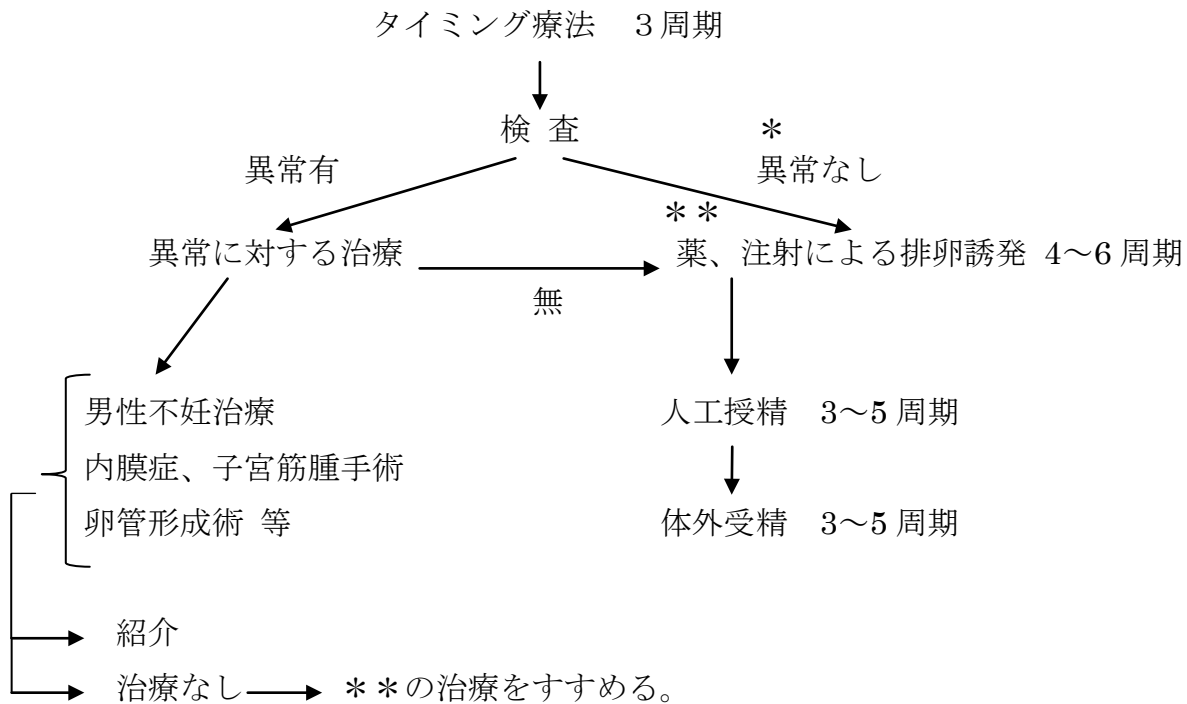 タイミング療法 3周期
検 査
＊
異常有
異常なし
＊＊
異常に対する治療
薬、注射による排卵誘発 4～6周期
無
男性不妊治療
人工授精 3～5周期
内膜症、子宮筋腫手術
卵管形成術 等
体外受精 3～5周期
紹介
治療なし
＊＊の治療をすすめる。